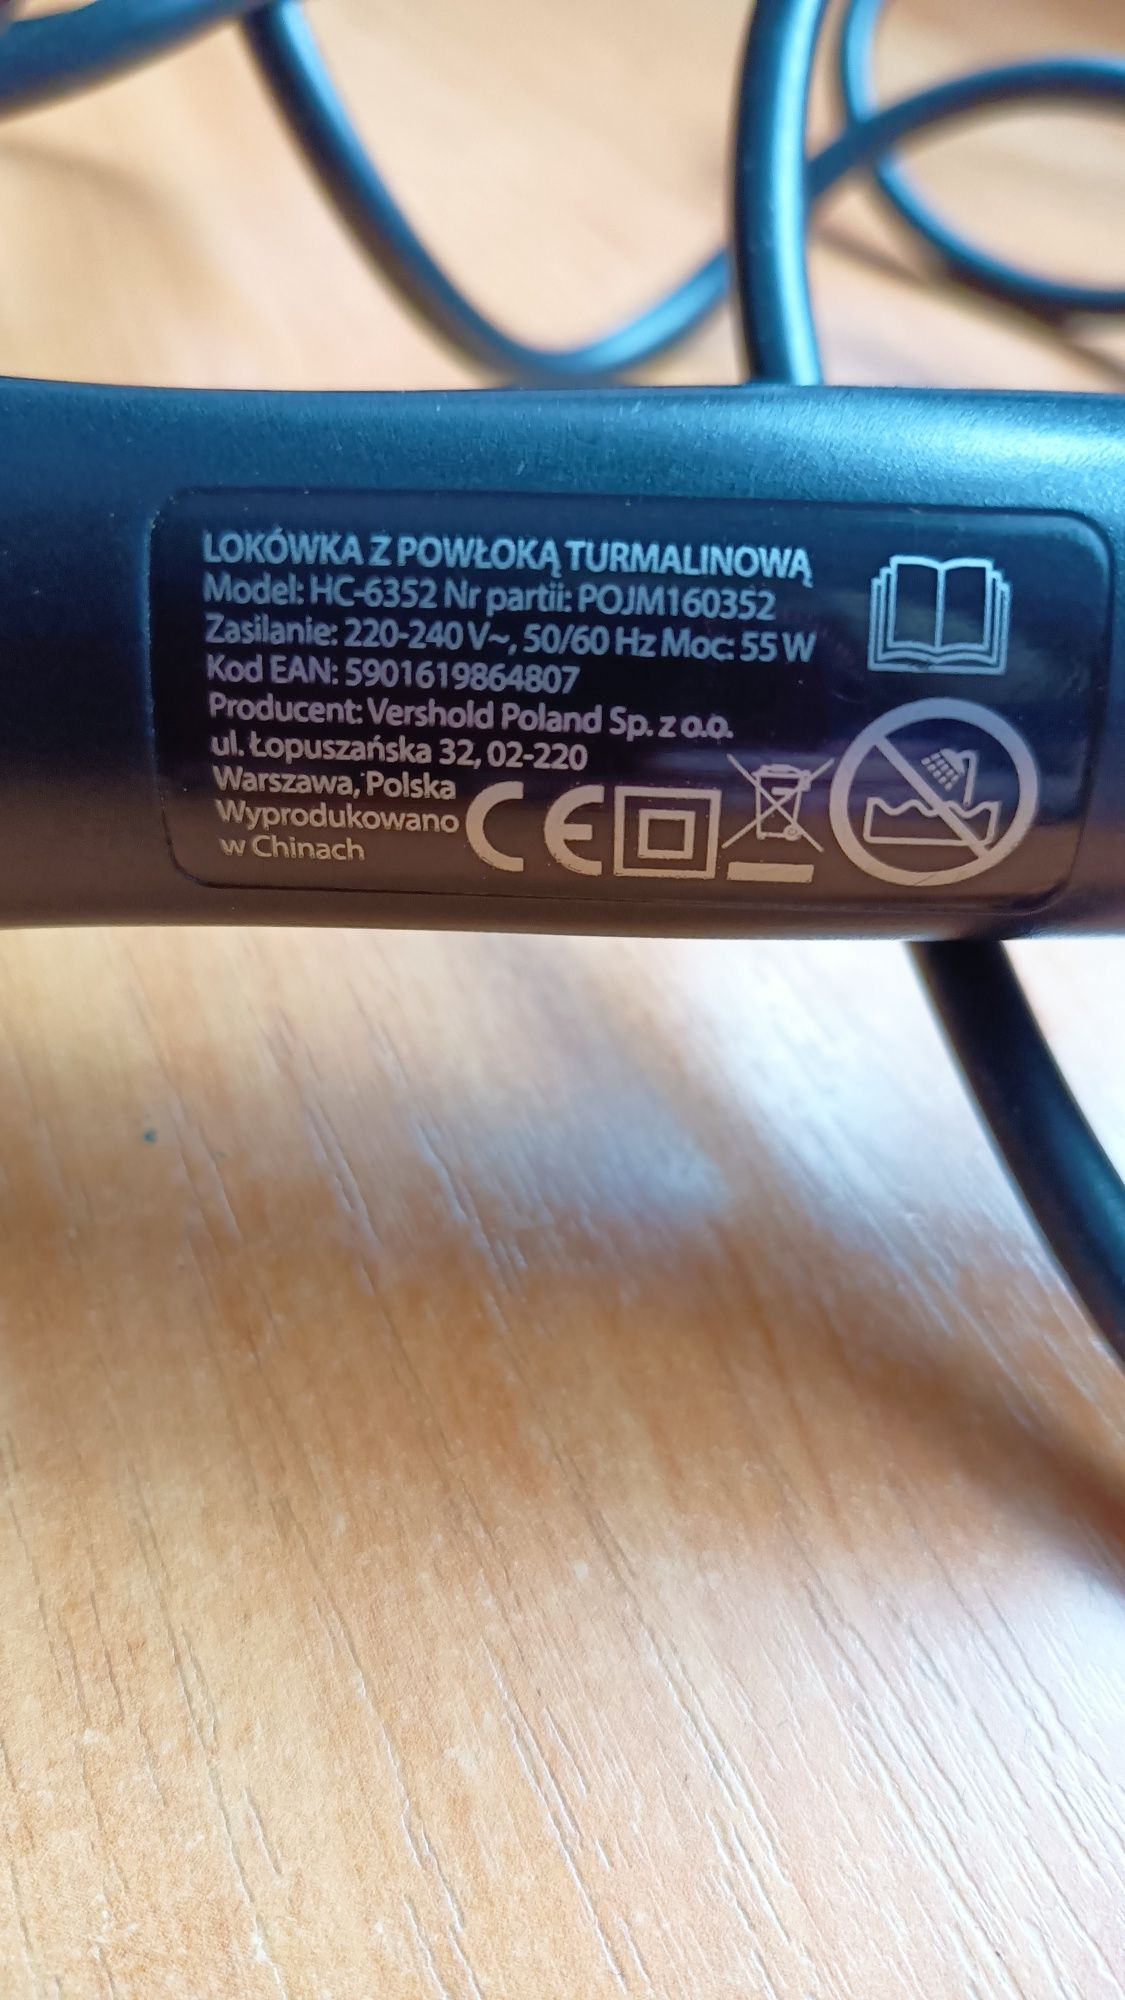 LOKÓWKA Z POWŁOKĄ TURMALINOWĄ
Model: HC-6352 Nr partii: POJM160352
Zasilanie: 220-240 V~, 50/60 Hz Moc: 55 W
Kod EAN: 5901619864807
Producent: Vershold Poland Sp. z o.o.
ul. Łopuszańska 32, 02-220
Warszawa, Polska
Wyprodukowano
w Chinach
CE